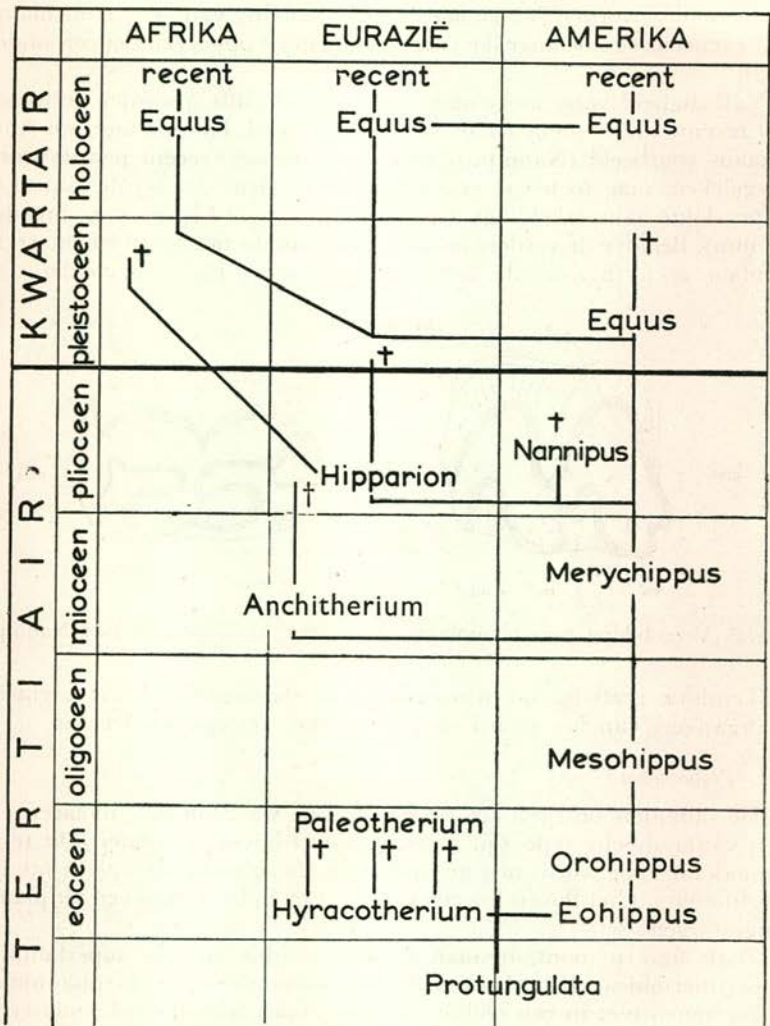 AFRIKA EURAZIË AMERIKA
recent recent recent
Equus Equus Equus
KWARTAIR
holoceen
pleistoceen
Equus
TERTIAIR
plioceen
Nannipus
Hipparion
mioceen
Merychippus
Anchitherium
oligoceen
Mesohippus
eoceen
Paleotherium
Orohippus
Hyracotherium Eohippus
Protungulata